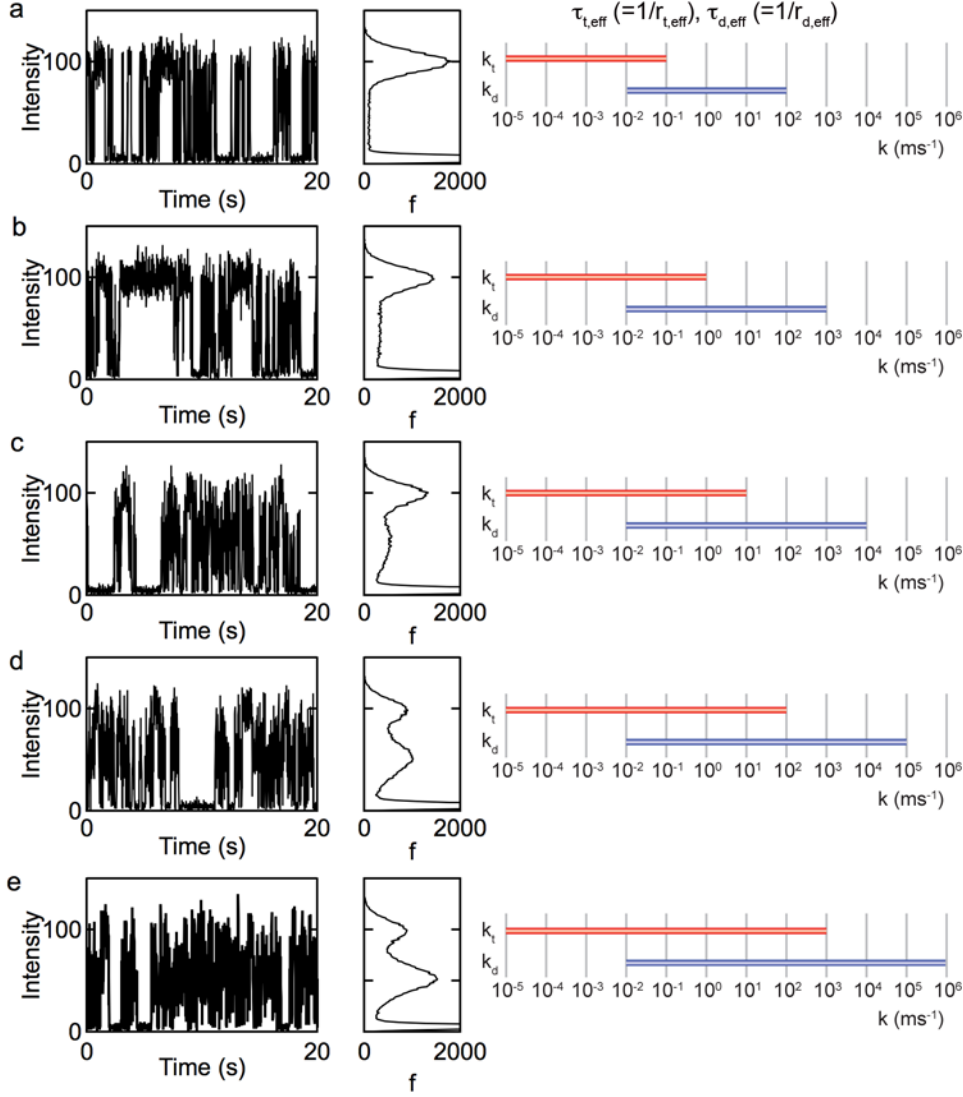 a
τt,eff (=1/rt,eff), τd,eff (=1/rd,eff)
Intensity
100
0
0
20
Time (s)
0
2000
f
kt
kd
10-5 10-4 10-3 10-2 10-1 100 101 102 103 104 105 106
k (ms-1)
b
Intensity
100
0
0
20
Time (s)
0
2000
f
kt
kd
10-5 10-4 10-3 10-2 10-1 100 101 102 103 104 105 106
k (ms-1)
c
Intensity
100
0
0
20
Time (s)
0
2000
f
kt
kd
10-5 10-4 10-3 10-2 10-1 100 101 102 103 104 105 106
k (ms-1)
d
Intensity
100
0
0
20
Time (s)
0
2000
f
kt
kd
10-5 10-4 10-3 10-2 10-1 100 101 102 103 104 105 106
k (ms-1)
e
Intensity
100
0
0
20
Time (s)
0
2000
f
kt
kd
10-5 10-4 10-3 10-2 10-1 100 101 102 103 104 105 106
k (ms-1)